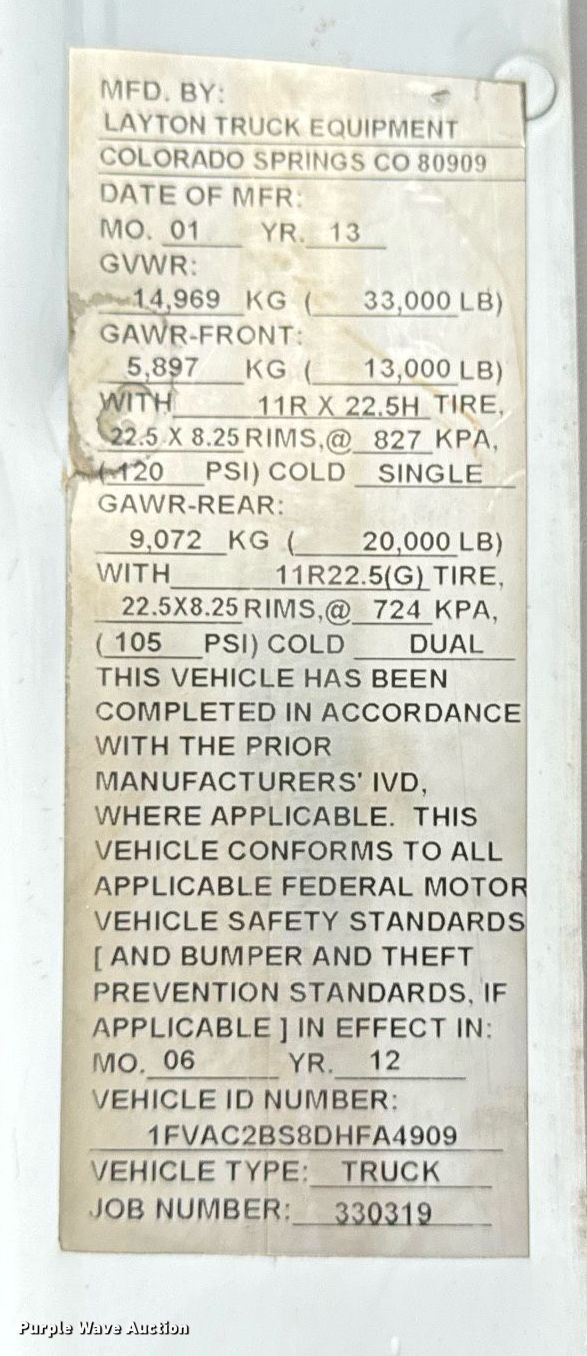 MFD. BY:
LAYTON TRUCK EQUIPMENT
COLORADO SPRINGS CO 80909
DATE OF MFR:
MO. 01 YR. 13
GVWR:
14,969 KG ( 33,000 LB)
GAWR-FRONT:
5,897 KG ( 13,000 LB)
WITH 11R X 22.5H TIRE,
22.5 X 8.25 RIMS,@ 827 KPA,
( 120 PSI) COLD SINGLE
GAWR-REAR:
9,072 KG ( 20,000 LB)
WITH 11R22.5(G) TIRE,
22.5X8.25 RIMS,@ 724 KPA,
( 105 PSI) COLD DUAL
THIS VEHICLE HAS BEEN
COMPLETED IN ACCORDANCE
WITH THE PRIOR
MANUFACTURERS' IVD,
WHERE APPLICABLE. THIS
VEHICLE CONFORMS TO ALL
APPLICABLE FEDERAL MOTOR
VEHICLE SAFETY STANDARDS
[ AND BUMPER AND THEFT
PREVENTION STANDARDS, IF
APPLICABLE ] IN EFFECT IN:
MO. 06 YR. 12
VEHICLE ID NUMBER:
1FVAC2BS8DHFA4909
VEHICLE TYPE: TRUCK
JOB NUMBER: 330319
Purple Wave Auction